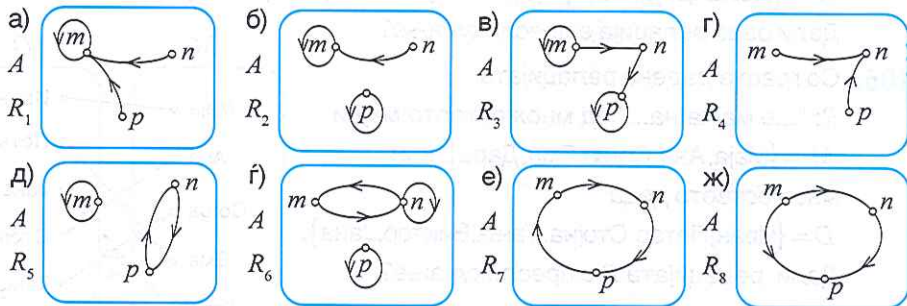 а) m n A R₁ p
б) m n A R₂ p
в) m n A R₃ p
г) m n A R₄ p
д) m n A R₅ p
ѓ) m n A R₆ p
е) m n A R₇ p
ж) m n A R₈ p